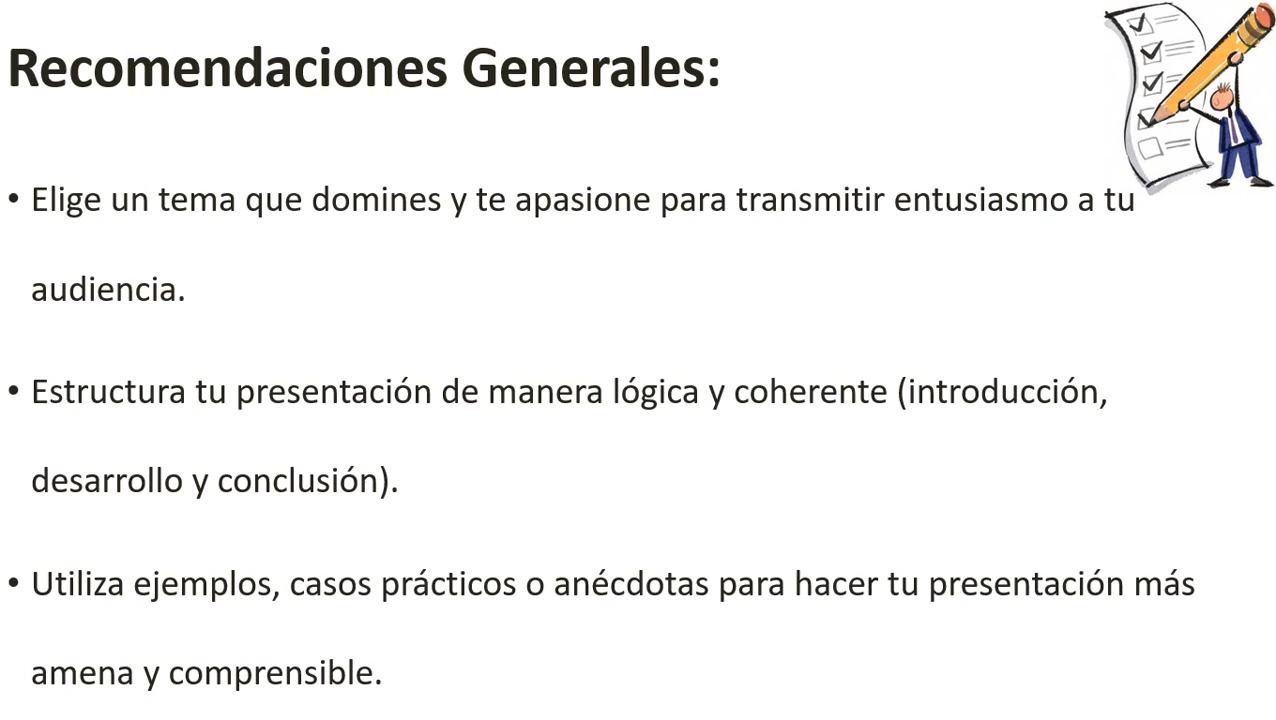 Recomendaciones Generales:
• Elige un tema que domines y te apasione para transmitir entusiasmo a tu
audiencia.
• Estructura tu presentación de manera lógica y coherente (introducción,
desarrollo y conclusión).
• Utiliza ejemplos, casos prácticos o anécdotas para hacer tu presentación más
amena y comprensible.